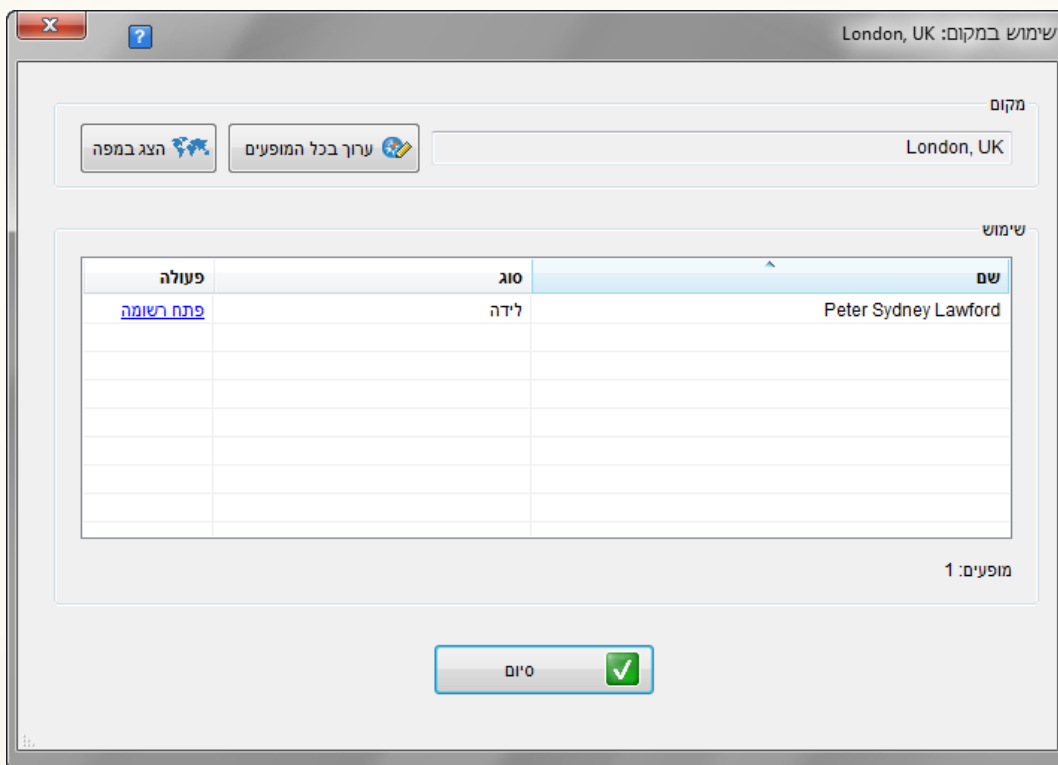 שימוש במקום: London, UK
מקום
London, UK ערוך בכל המופעים הצג במפה
שימוש
שם סוג פעולה
Peter Sydney Lawford לידה פתח רשומה
מופעים: 1
סיום